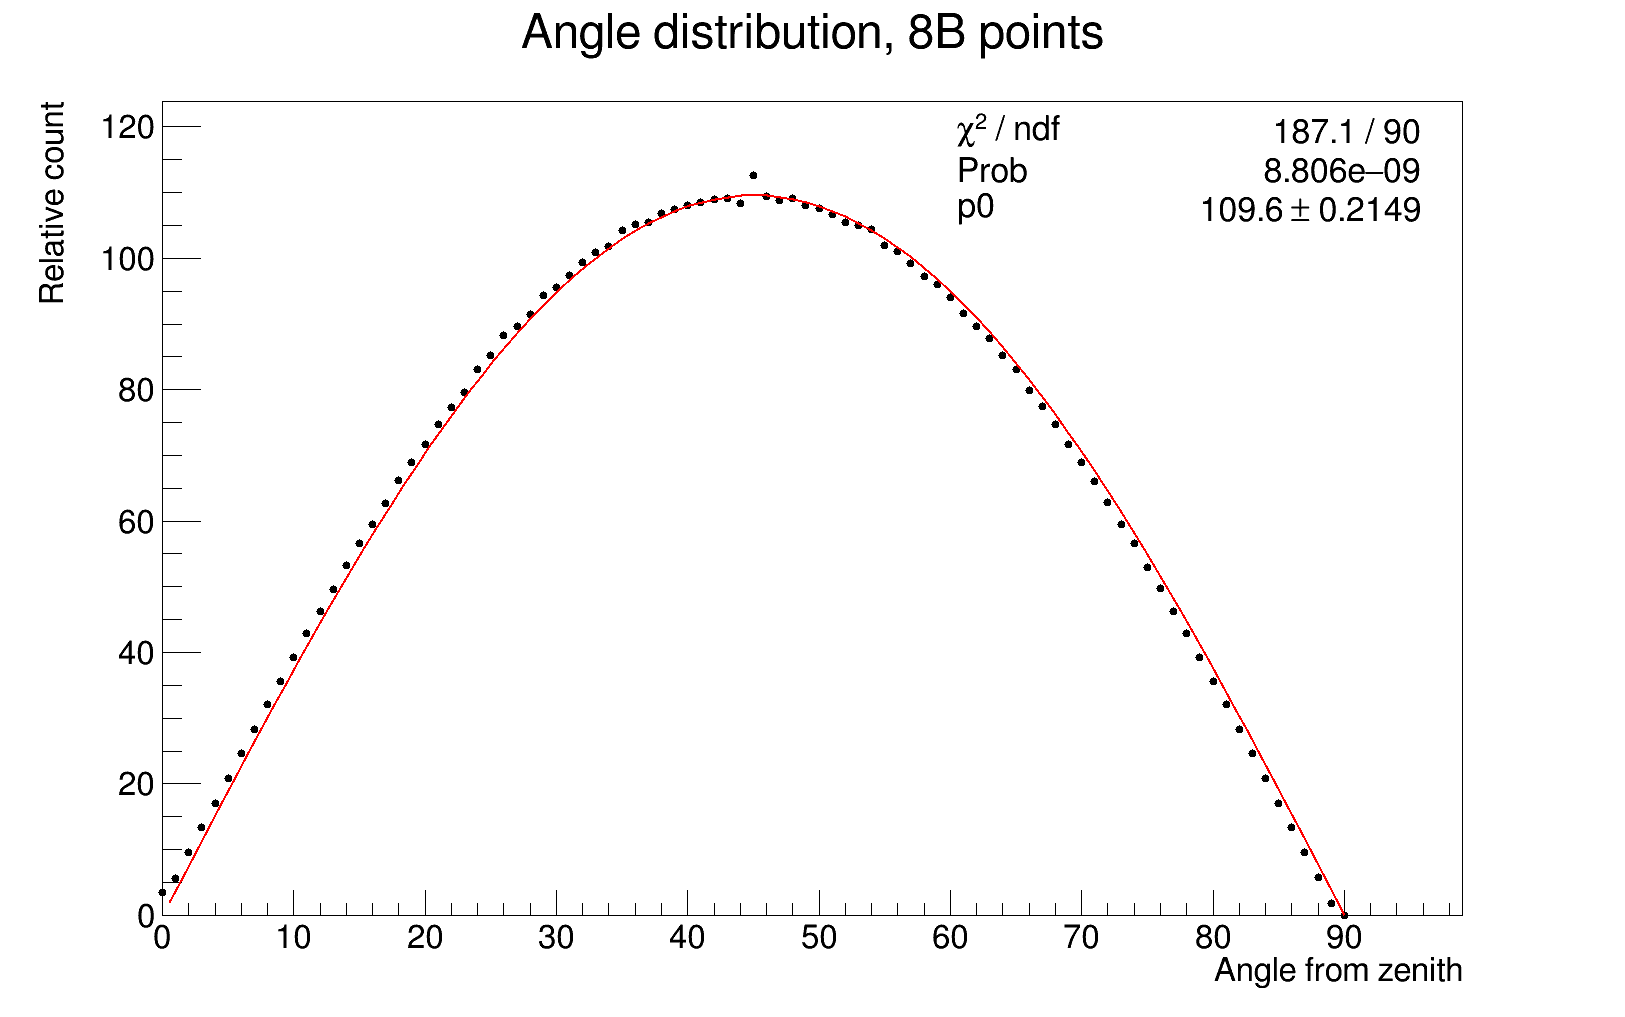 Angle distribution, 8B points
Relative count
120
100
80
60
40
20
0
χ² / ndf 187.1 / 90
Prob 8.806e−09
p0 109.6 ± 0.2149
0 10 20 30 40 50 60 70 80 90
Angle from zenith